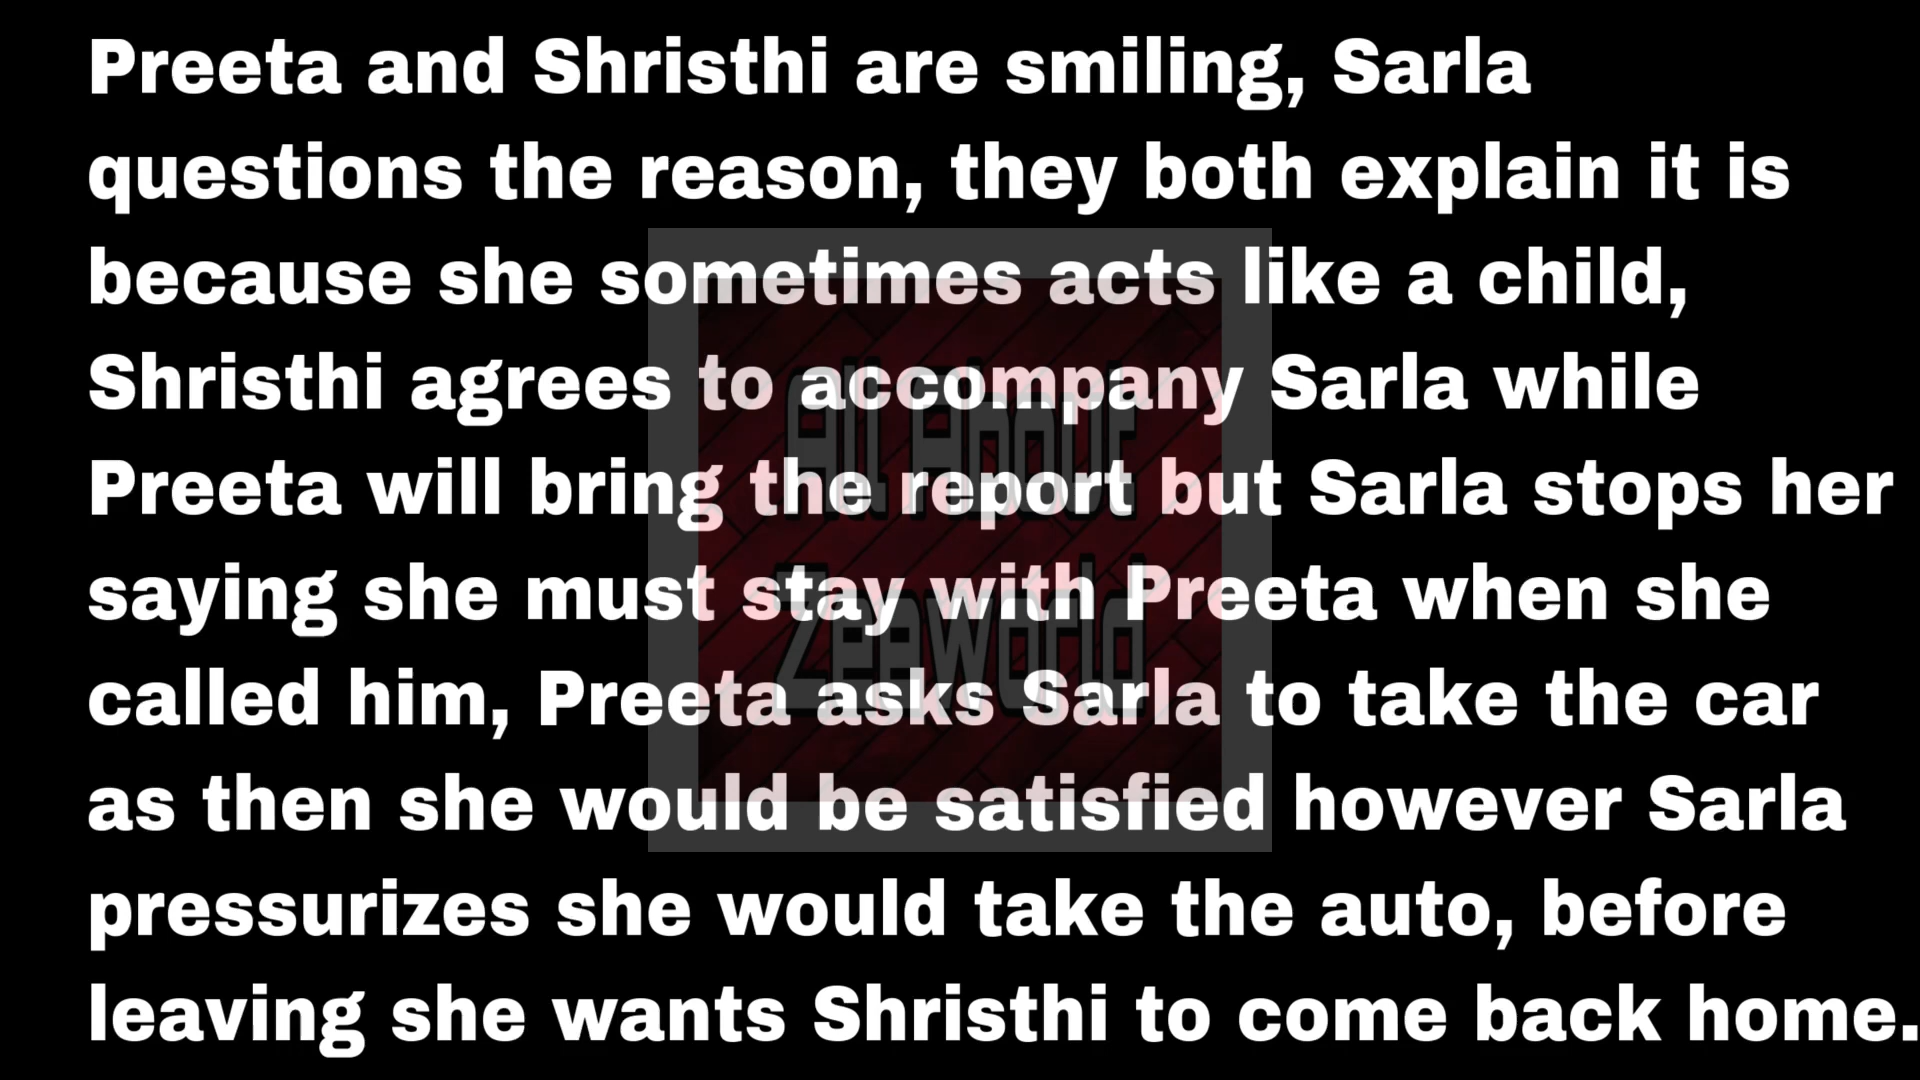 Preeta and Shristhi are smiling, Sarla
questions the reason, they both explain it is
because she sometimes acts like a child,
Shristhi agrees to accompany Sarla while
Preeta will bring the report but Sarla stops her
saying she must stay with Preeta when she
called him, Preeta asks Sarla to take the car
as then she would be satisfied however Sarla
pressurizes she would take the auto, before
leaving she wants Shristhi to come back home.
All About
Zeeworld